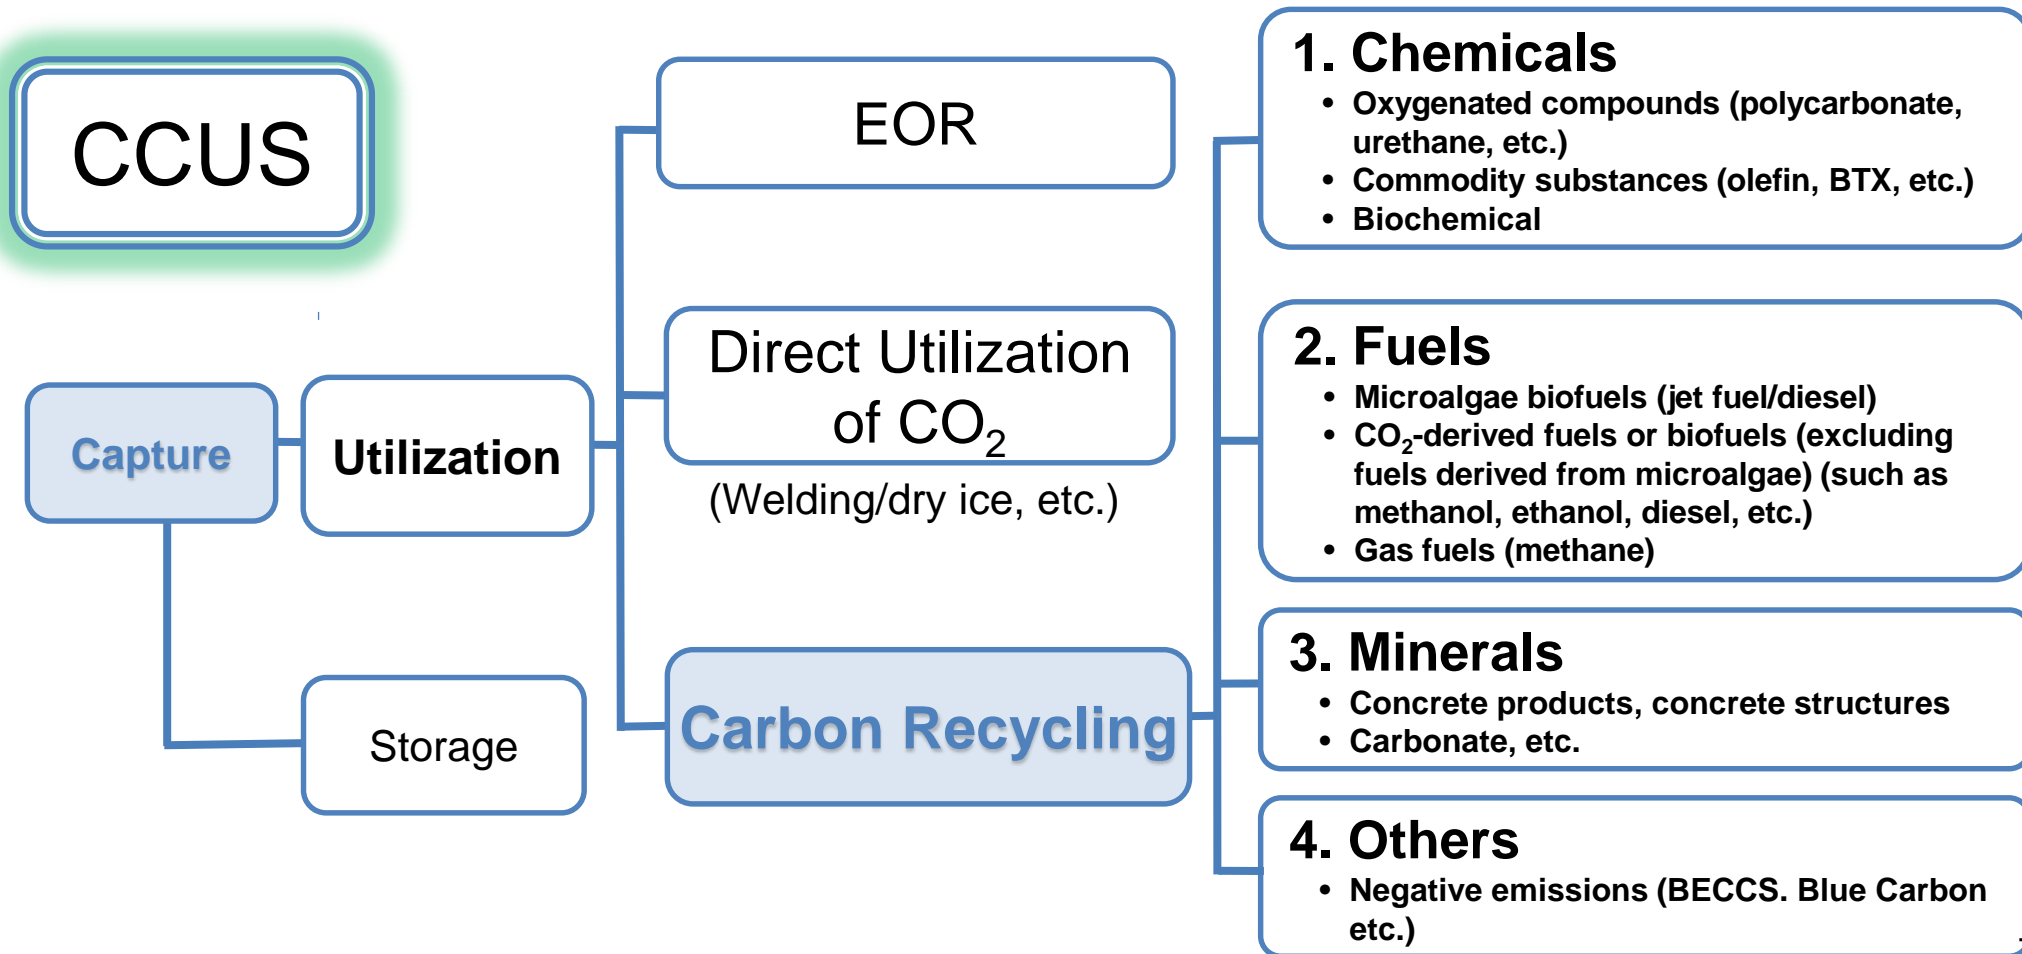 CCUS
Capture
Utilization
Storage
EOR
Direct Utilization
of CO₂
(Welding/dry ice, etc.)
Carbon Recycling
1. Chemicals
• Oxygenated compounds (polycarbonate,
urethane, etc.)
• Commodity substances (olefin, BTX, etc.)
• Biochemical
2. Fuels
• Microalgae biofuels (jet fuel/diesel)
• CO₂-derived fuels or biofuels (excluding
fuels derived from microalgae) (such as
methanol, ethanol, diesel, etc.)
• Gas fuels (methane)
3. Minerals
• Concrete products, concrete structures
• Carbonate, etc.
4. Others
• Negative emissions (BECCS. Blue Carbon
etc.)